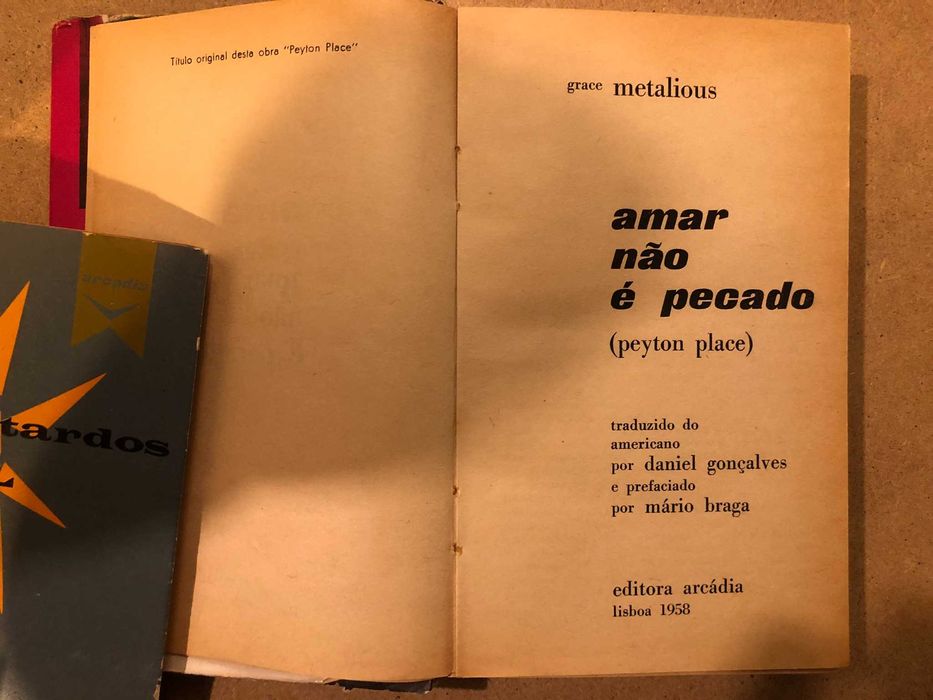 Título original desta obra "Peyton Place"
grace metalious
amar
não
é pecado
(peyton place)
traduzido do
americano
por daniel gonçalves
e prefaciado
por mário braga
editora arcádia
lisboa 1958
arcádia
tardos